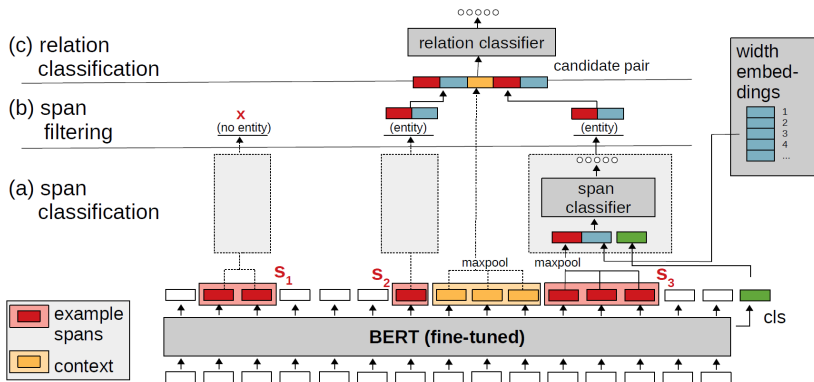 (c) relation
classification
relation classifier
candidate pair
width
embed-
dings
1
2
3
4
...
(b) span
filtering
x
(no entity)
(entity)
(entity)
(a) span
classification
span
classifier
maxpool
maxpool
s1
s2
s3
example
spans
context
BERT (fine-tuned)
cls